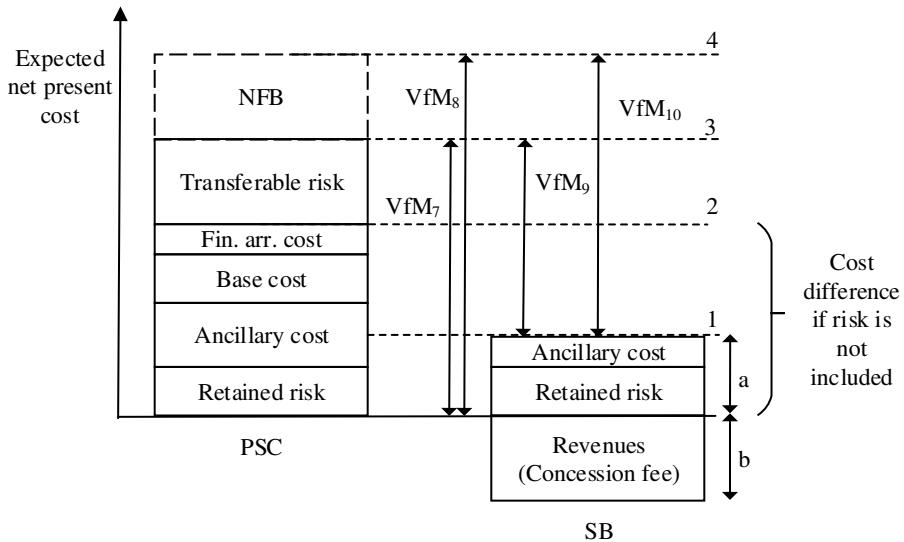 Expected
net present
cost
NFB
Transferable risk
Fin. arr. cost
Base cost
Ancillary cost
Retained risk
PSC
VfM8
VfM7
VfM10
VfM9
4
3
2
1
Ancillary cost
Retained risk
Revenues
(Concession fee)
SB
a
b
Cost
difference
if risk is
not
included